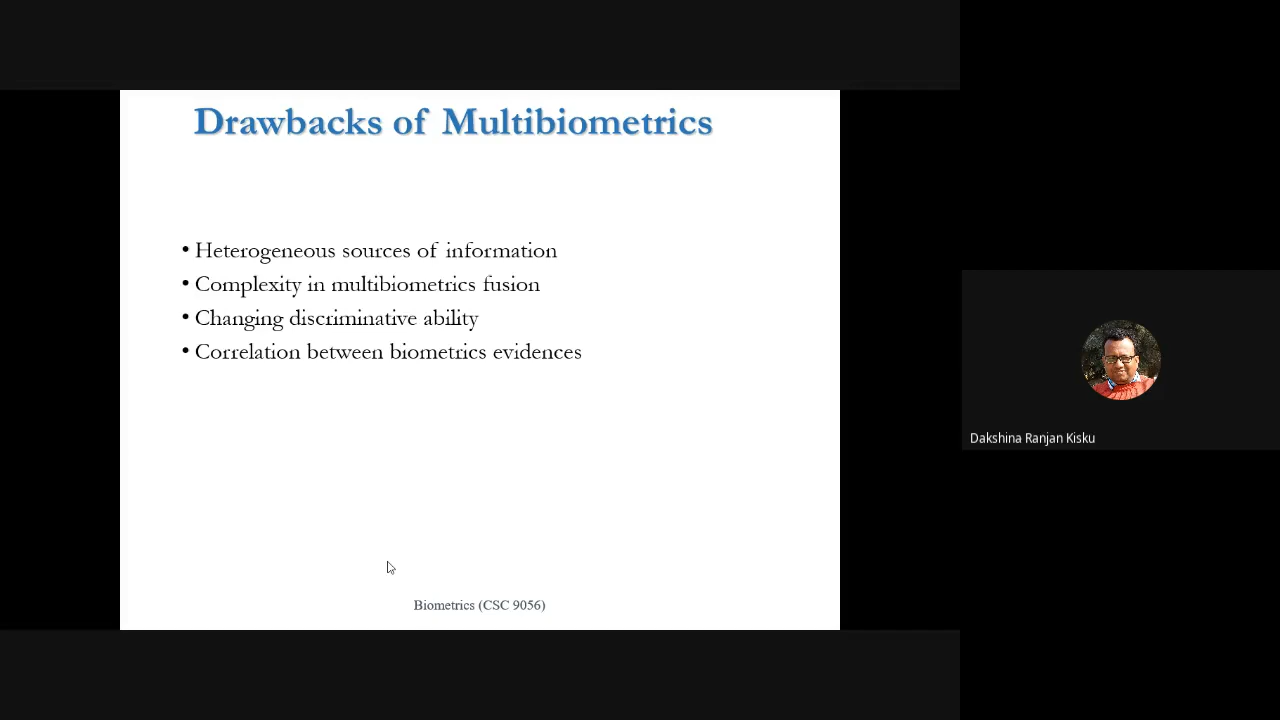 Drawbacks of Multibiometrics
• Heterogeneous sources of information
• Complexity in multibiometrics fusion
• Changing discriminative ability
• Correlation between biometrics evidences
Biometrics (CSC 9056)
Dakshina Ranjan Kisku